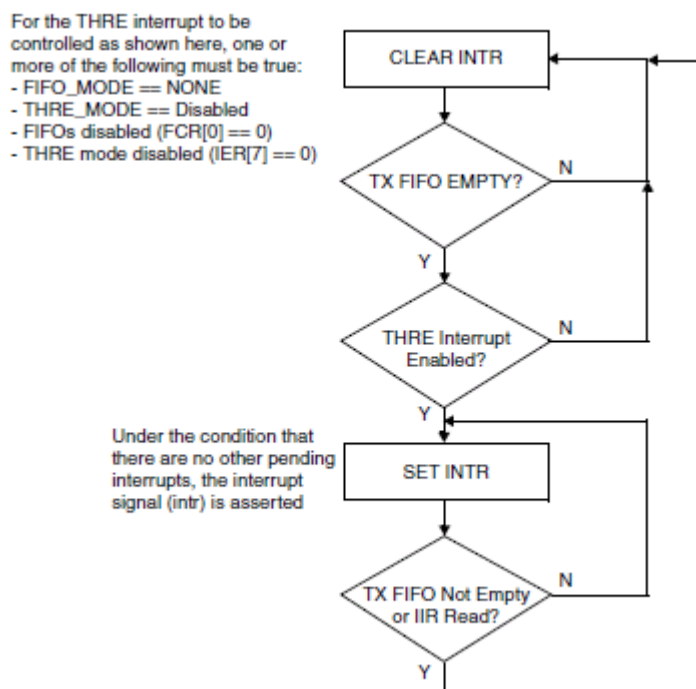 For the THRE interrupt to be
controlled as shown here, one or
more of the following must be true:
- FIFO_MODE == NONE
- THRE_MODE == Disabled
- FIFOs disabled (FCR[0] == 0)
- THRE mode disabled (IER[7] == 0)
CLEAR INTR
TX FIFO EMPTY?
N
Y
THRE Interrupt
Enabled?
N
Y
Under the condition that
there are no other pending
interrupts, the interrupt
signal (intr) is asserted
SET INTR
TX FIFO Not Empty
or IIR Read?
N
Y